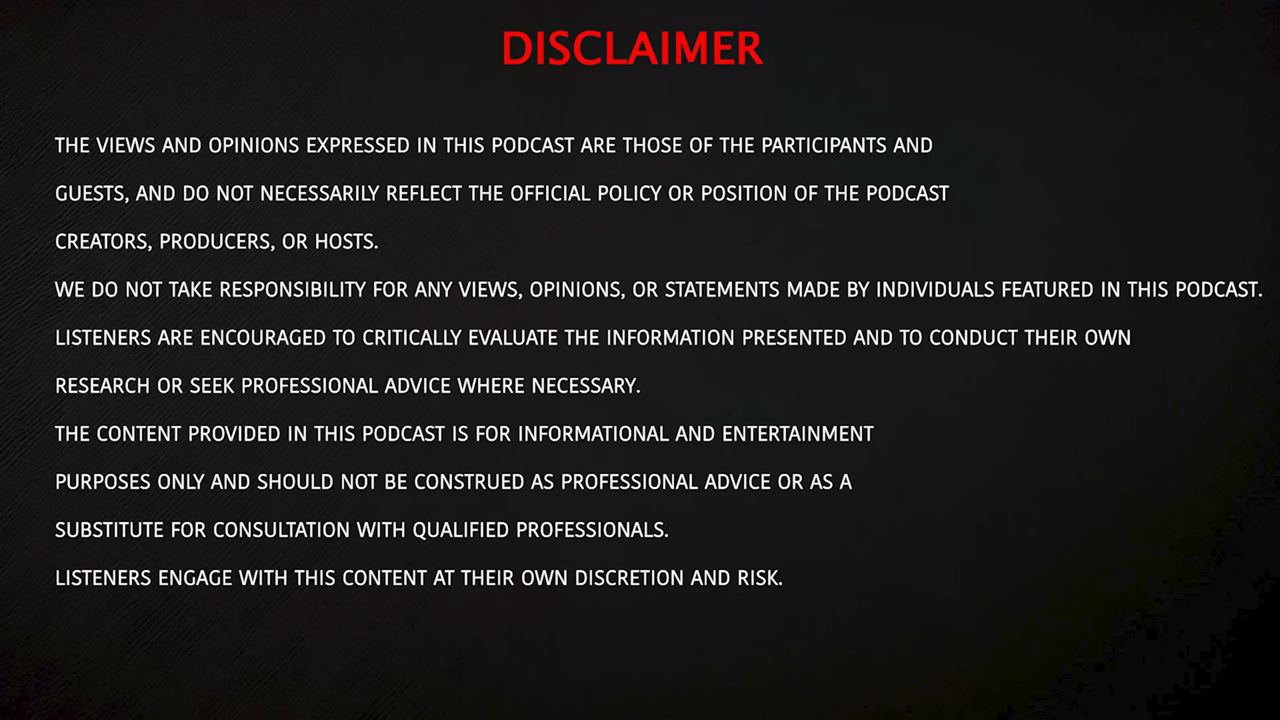 DISCLAIMER
THE VIEWS AND OPINIONS EXPRESSED IN THIS PODCAST ARE THOSE OF THE PARTICIPANTS AND
GUESTS, AND DO NOT NECESSARILY REFLECT THE OFFICIAL POLICY OR POSITION OF THE PODCAST
CREATORS, PRODUCERS, OR HOSTS.
WE DO NOT TAKE RESPONSIBILITY FOR ANY VIEWS, OPINIONS, OR STATEMENTS MADE BY INDIVIDUALS FEATURED IN THIS PODCAST.
LISTENERS ARE ENCOURAGED TO CRITICALLY EVALUATE THE INFORMATION PRESENTED AND TO CONDUCT THEIR OWN
RESEARCH OR SEEK PROFESSIONAL ADVICE WHERE NECESSARY.
THE CONTENT PROVIDED IN THIS PODCAST IS FOR INFORMATIONAL AND ENTERTAINMENT
PURPOSES ONLY AND SHOULD NOT BE CONSTRUED AS PROFESSIONAL ADVICE OR AS A
SUBSTITUTE FOR CONSULTATION WITH QUALIFIED PROFESSIONALS.
LISTENERS ENGAGE WITH THIS CONTENT AT THEIR OWN DISCRETION AND RISK.